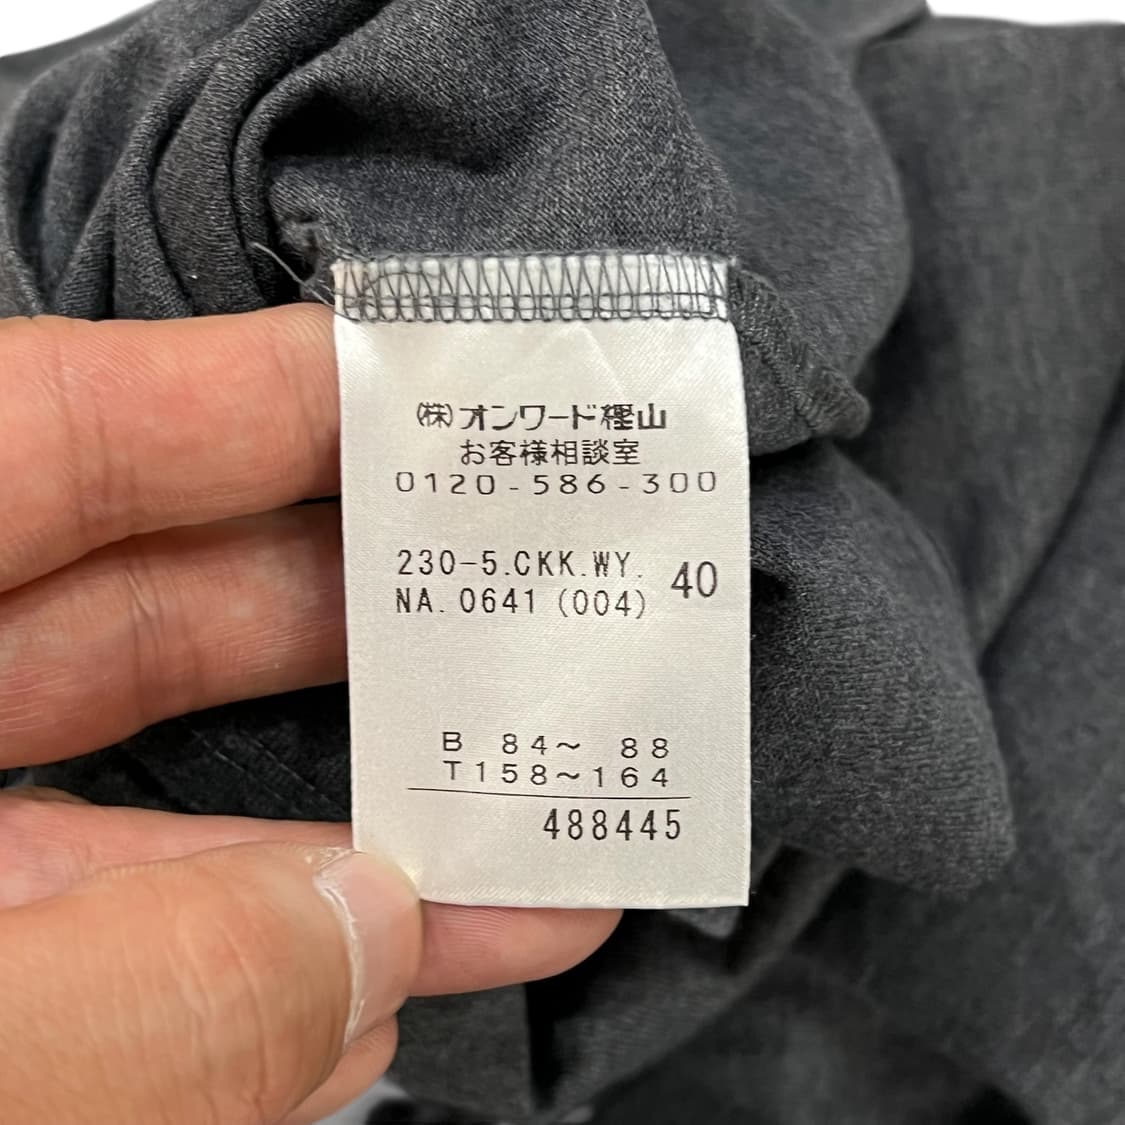 ㈱オンワード樫山
お客様相談室
0120-586-300
230-5.CKK.WY. 40
NA.0641(004)
B 84～ 88
T158～164
488445